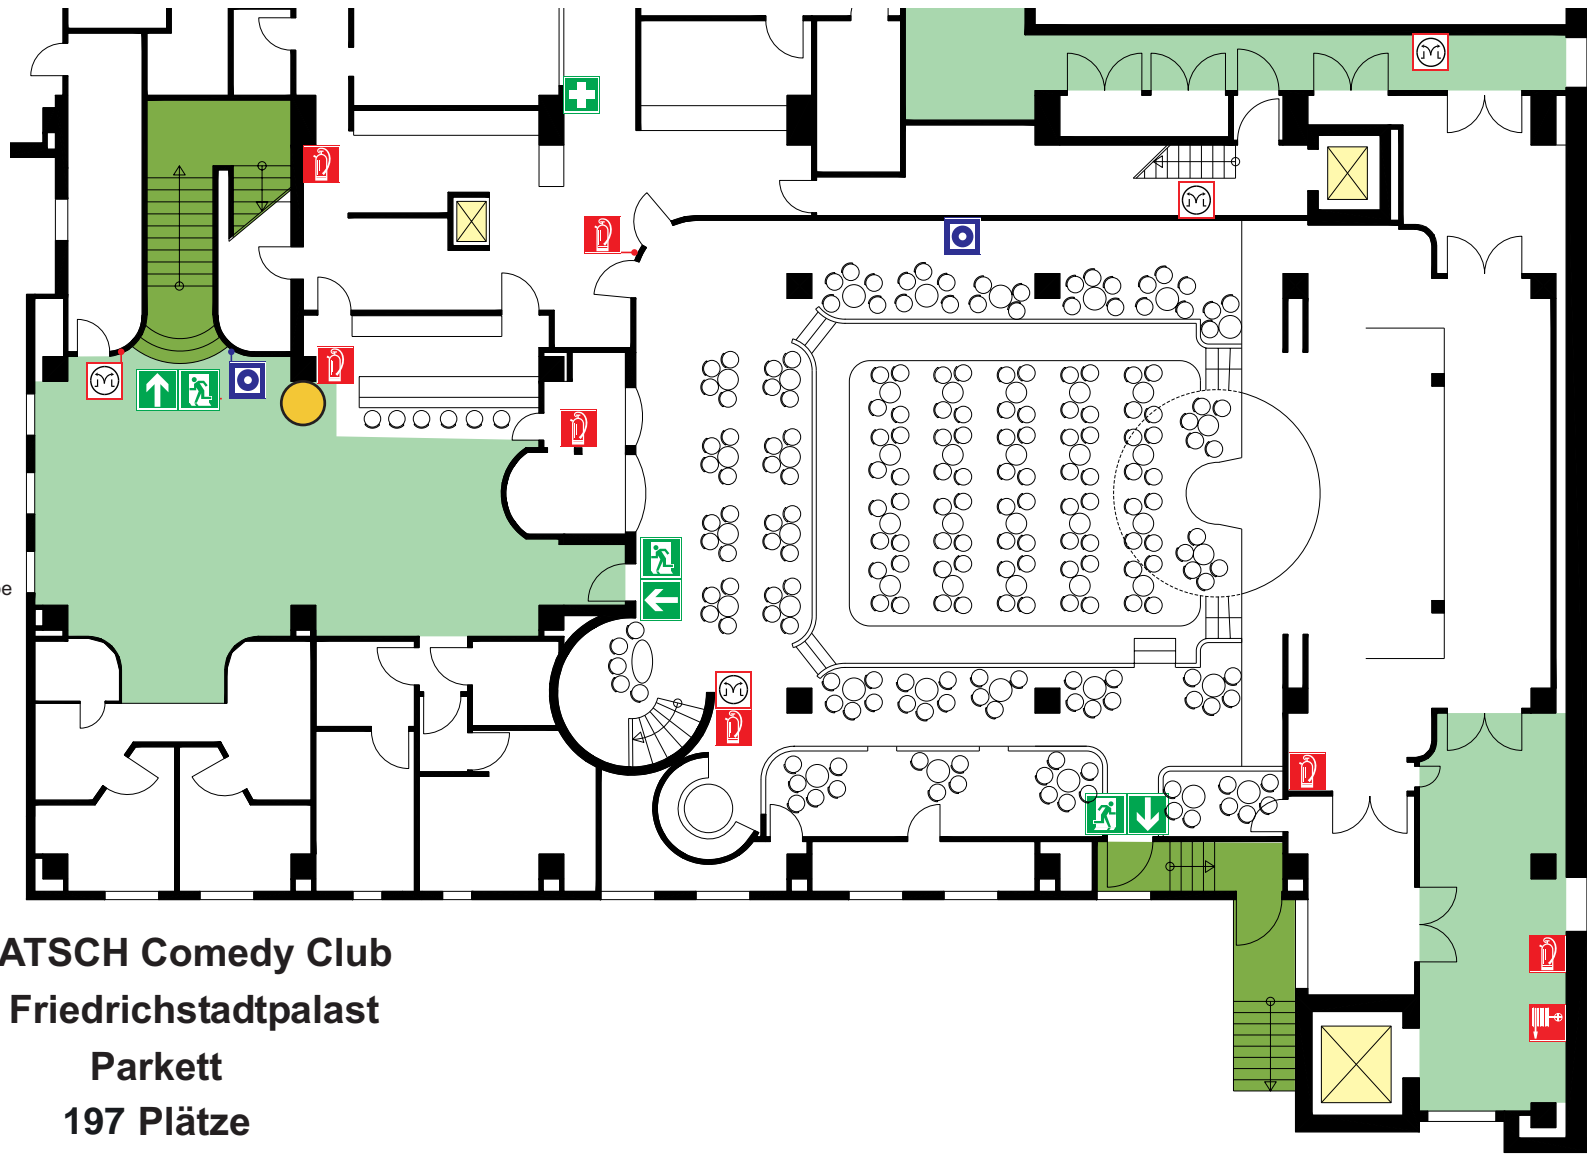 e
ATSCH Comedy Club
Friedrichstadtpalast
Parkett
197 Plätze